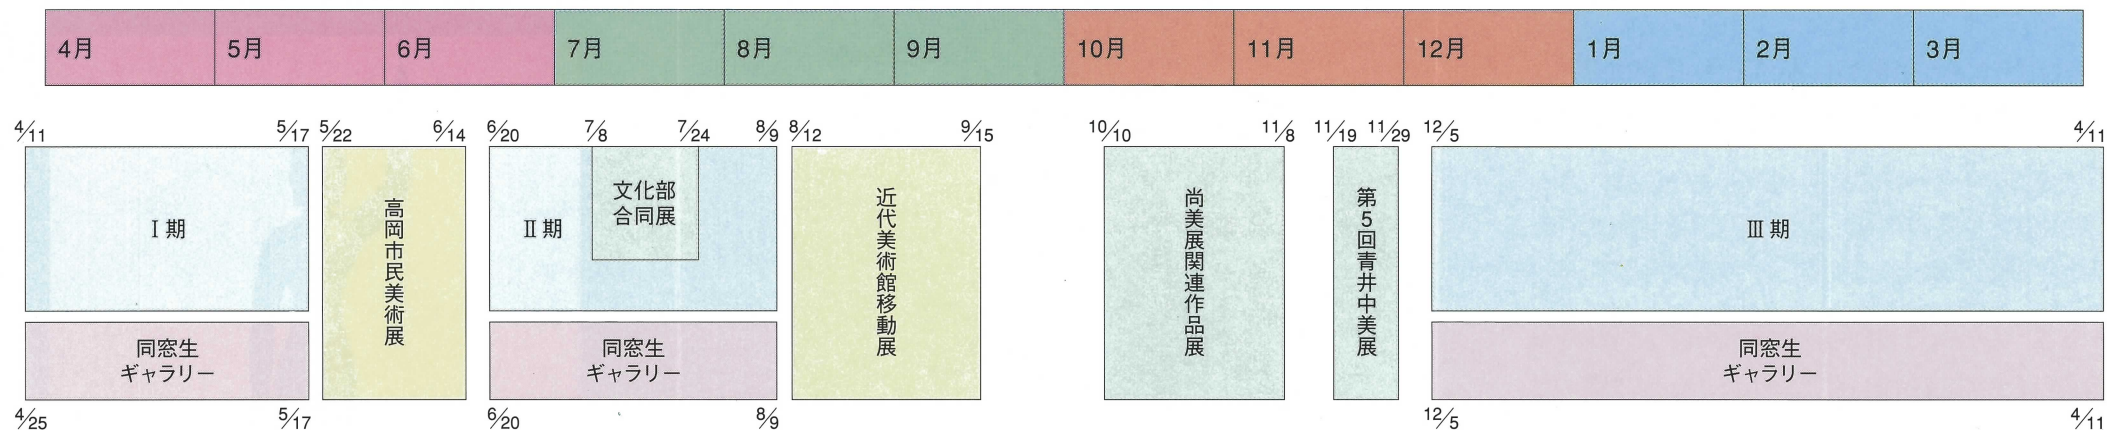 4月 5月 6月 7月 8月 9月 10月 11月 12月 1月 2月 3月
4/11 5/17 5/22 6/14 6/20 7/8 7/24 8/9 8/12 9/15 10/10 11/8 11/19 11/29 12/5 4/11
I 期
高岡市民美術展
II 期
文化部
合同展
近代美術館移動展
尚美展関連作品展
第5回青井中美展
III 期
同窓生
ギャラリー
同窓生
ギャラリー
同窓生
ギャラリー
4/25 5/17 6/20 8/9 12/5 4/11